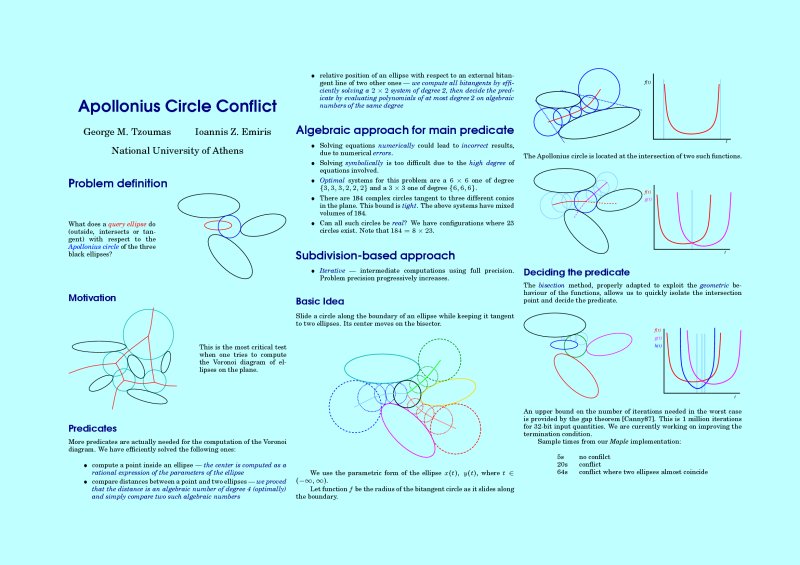 Apollonius Circle Conflict
George M. Tzoumas Ioannis Z. Emiris
National University of Athens
Problem definition
What does a query ellipse do
(outside, intersects or tan-
gent) with respect to the
Apollonius circle of the three
black ellipses?
Motivation
This is the most critical test
when one tries to compute
the Voronoi diagram of el-
lipses on the plane.
Predicates
More predicates are actually needed for the computation of the Voronoi
diagram. We have efficiently solved the following ones:
• compute a point inside an ellipse — the center is computed as a
rational expression of the parameters of the ellipse
• compare distances between a point and two ellipses — we proved
that the distance is an algebraic number of degree 4 (optimally)
and simply compare two such algebraic numbers
• relative position of an ellipse with respect to an external bitan-
gent line of two other ones — we compute all bitangents by effi-
ciently solving a 2 × 2 system of degree 2, then decide the pred-
icate by evaluating polynomials of at most degree 2 on algebraic
numbers of the same degree
Algebraic approach for main predicate
• Solving equations numerically could lead to incorrect results,
due to numerical errors.
• Solving symbolically is too difficult due to the high degree of
equations involved.
• Optimal systems for this problem are a 6 × 6 one of degree
{3, 3, 3, 2, 2, 2} and a 3 × 3 one of degree {6, 6, 6}.
• There are 184 complex circles tangent to three different conics
in the plane. This bound is tight. The above systems have mixed
volumes of 184.
• Can all such circles be real? We have configurations where 25
circles exist. Note that 184 = 8 × 23.
Subdivision-based approach
• Iterative — intermediate computations using full precision.
Problem precision progressively increases.
Basic Idea
Slide a circle along the boundary of an ellipse while keeping it tangent
to two ellipses. Its center moves on the bisector.
We use the parametric form of the ellipse x(t), y(t), where t ∈
(−∞, ∞).
Let function f be the radius of the bitangent circle as it slides along
the boundary.
f(t)
t
The Apollonius circle is located at the intersection of two such functions.
f(t)
g(t)
t
Deciding the predicate
The bisection method, properly adapted to exploit the geometric be-
haviour of the functions, allows us to quickly isolate the intersection
point and decide the predicate.
f(t)
g(t)
h(t)
t
An upper bound on the number of iterations needed in the worst case
is provided by the gap theorem [Canny87]. This is 1 million iterations
for 32-bit input quantities. We are currently working on improving the
termination condition.
Sample times from our Maple implementation:
5s no confilct
20s conflict
64s conflict where two ellipses almost coincide